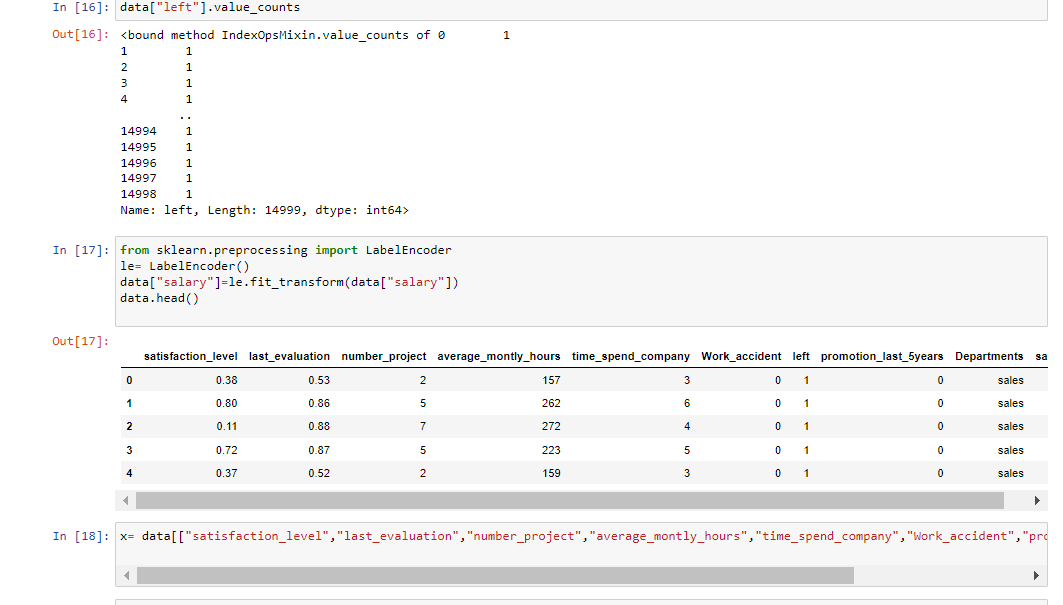 In [16]: data["left"].value_counts
Out[16]: <bound method IndexOpsMixin.value_counts of 0        1
1        1
2        1
3        1
4        1
..
14994    1
14995    1
14996    1
14997    1
14998    1
Name: left, Length: 14999, dtype: int64>
In [17]: from sklearn.preprocessing import LabelEncoder
le= LabelEncoder()
data["salary"]=le.fit_transform(data["salary"])
data.head()
Out[17]:
satisfaction_level last_evaluation number_project average_montly_hours time_spend_company Work_accident left promotion_last_5years Departments sa
0 0.38 0.53 2 157 3 0 1 0 sales
1 0.80 0.86 5 262 6 0 1 0 sales
2 0.11 0.88 7 272 4 0 1 0 sales
3 0.72 0.87 5 223 5 0 1 0 sales
4 0.37 0.52 2 159 3 0 1 0 sales
In [18]: x= data[["satisfaction_level","last_evaluation","number_project","average_montly_hours","time_spend_company","Work_accident","pro